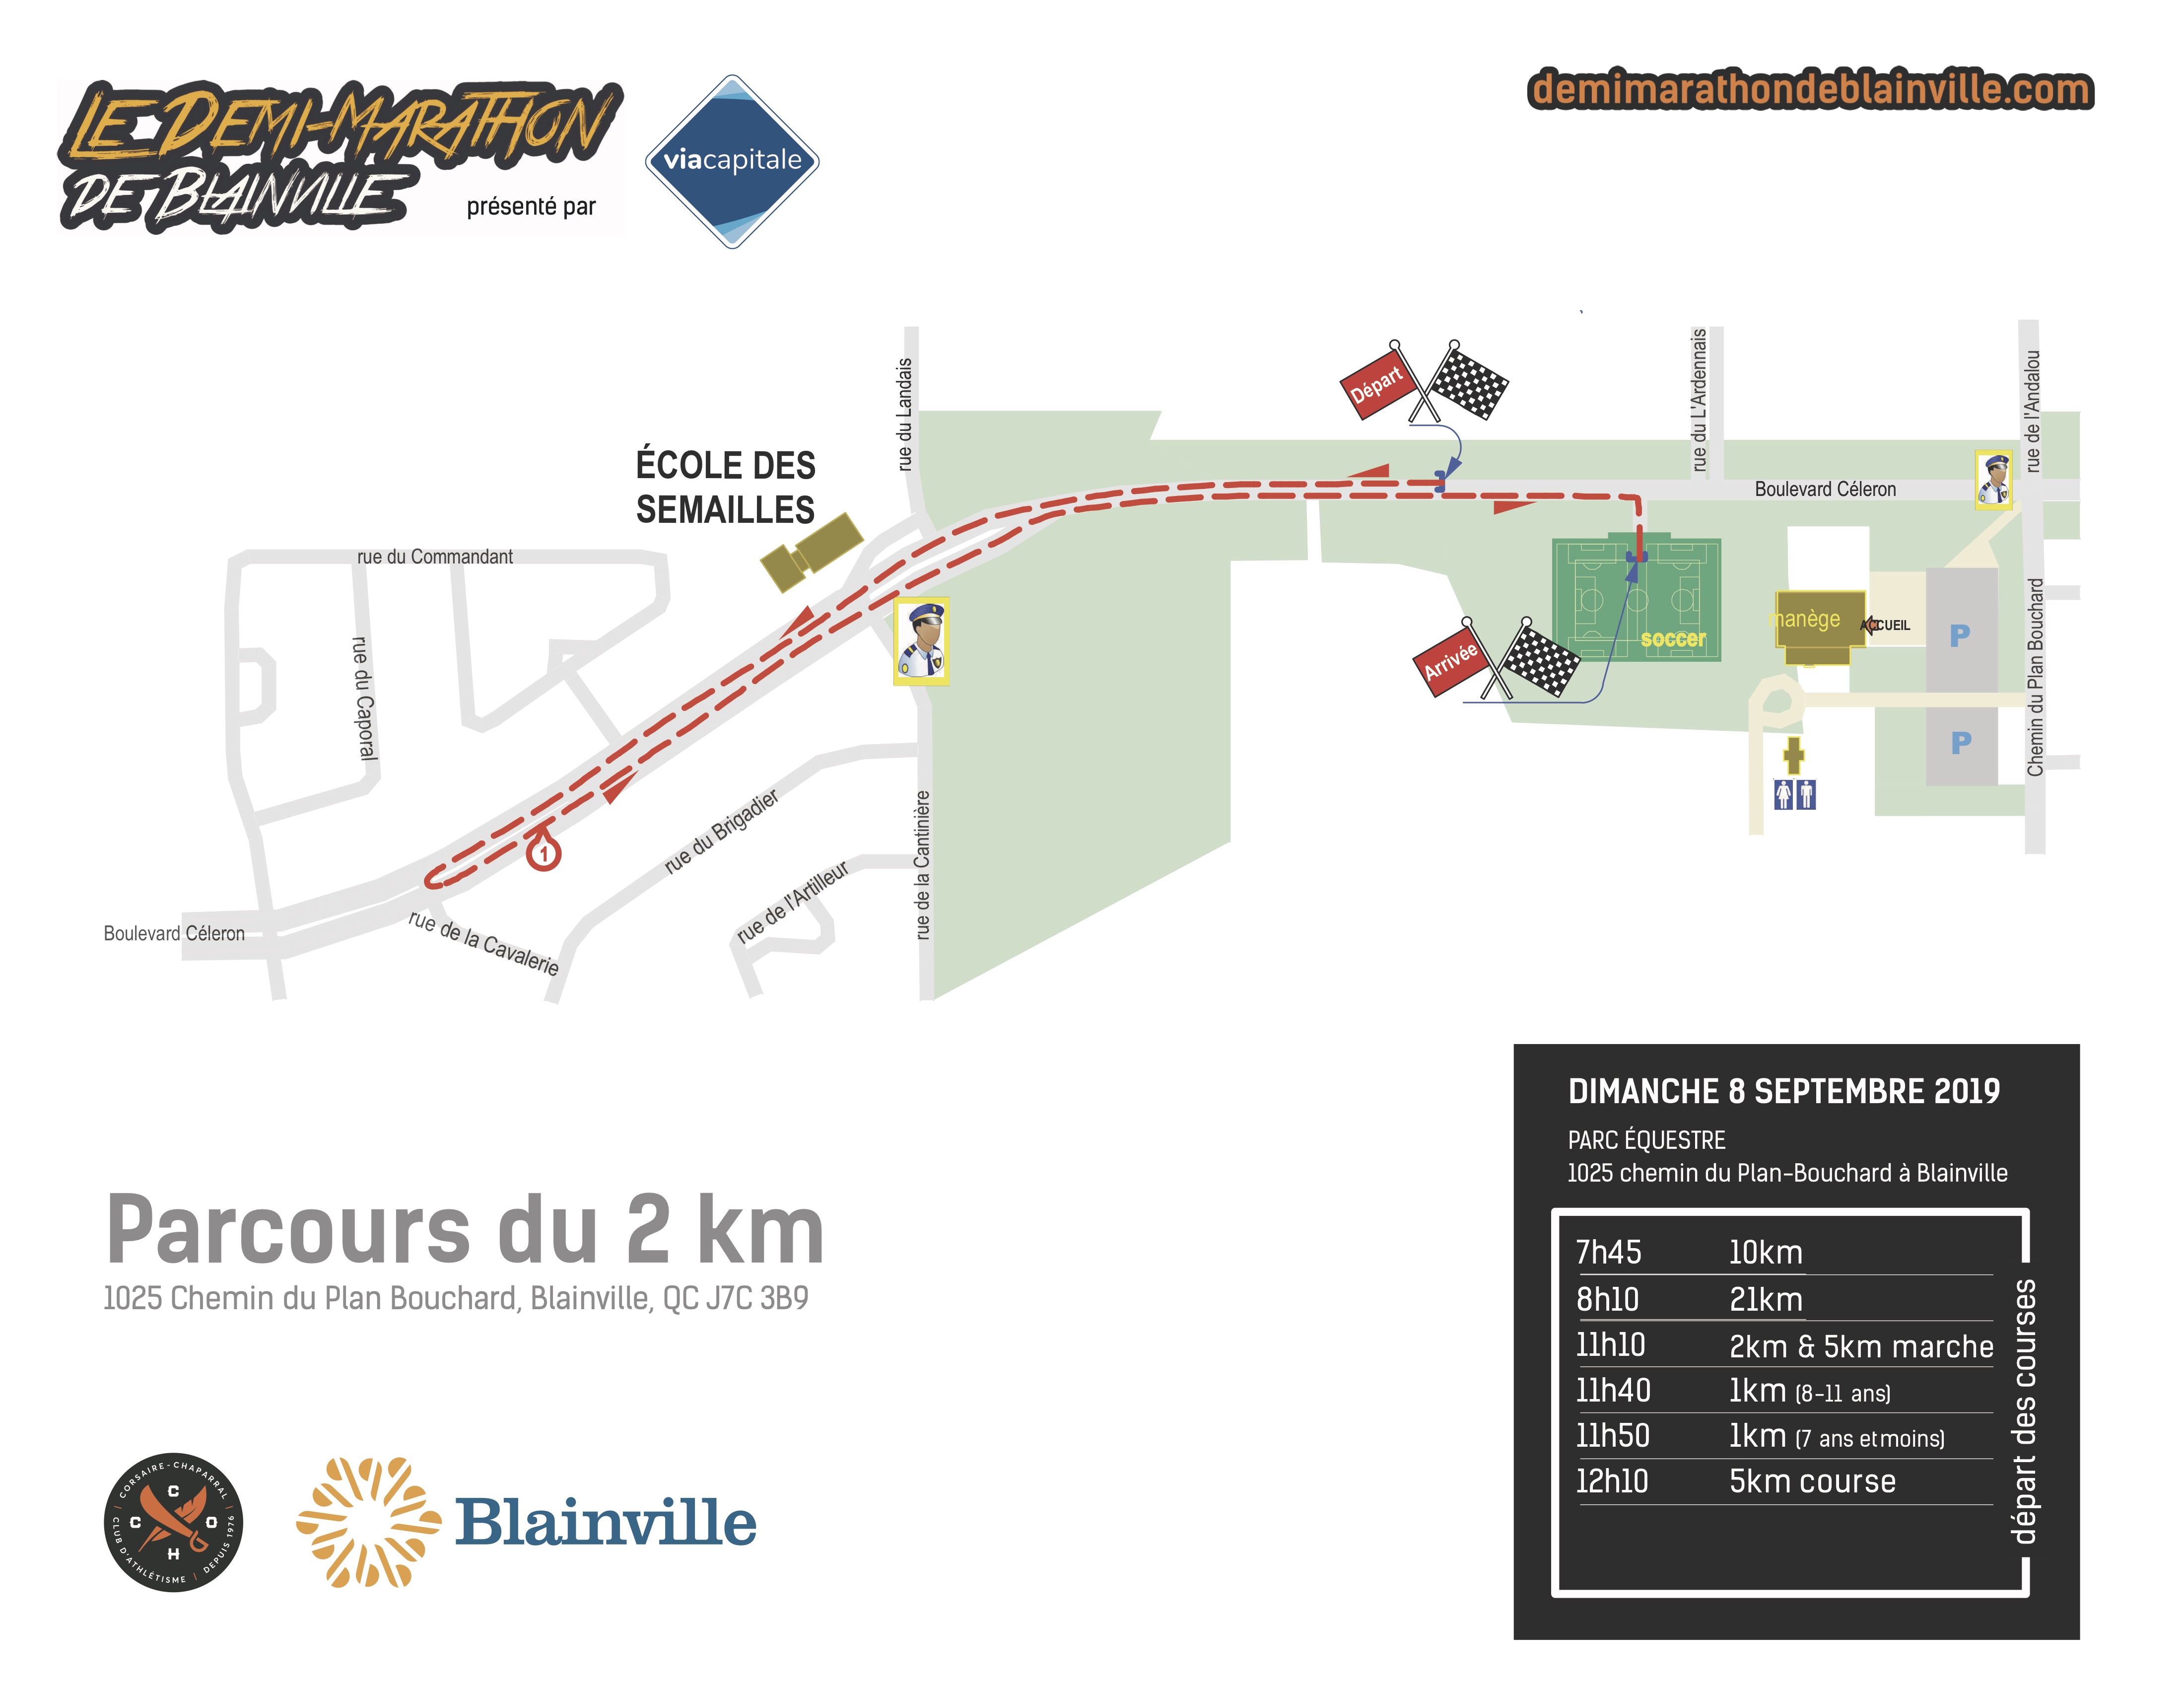 LE DEMI-MARATHON
DE BLAINVILLE
présenté par
viacapitale
demimarathondeblainville.com
Départ
rue du Landais
rue du L'Ardennais
rue de l'Andalou
ÉCOLE DES
SEMAILLES
Boulevard Céleron
rue du Commandant
rue du Caporal
soccer
manège
ACCUEIL
P
Arrivée
Chemin du Plan Bouchard
P
1
rue du Brigadier
rue de l'Artilleur
rue de la Cantinière
rue de la Cavalerie
Boulevard Céleron
DIMANCHE 8 SEPTEMBRE 2019
PARC ÉQUESTRE
1025 chemin du Plan-Bouchard à Blainville
7h45 10km
8h10 21km
11h10 2km & 5km marche
11h40 1km (8-11 ans)
11h50 1km (7 ans et moins)
12h10 5km course
départ des courses
Parcours du 2 km
1025 Chemin du Plan Bouchard, Blainville, QC J7C 3B9
CORSAIRE-CHAPARRAL
CLUB D'ATHLÉTISME | DEPUIS 1976
C
C O
H
Blainville